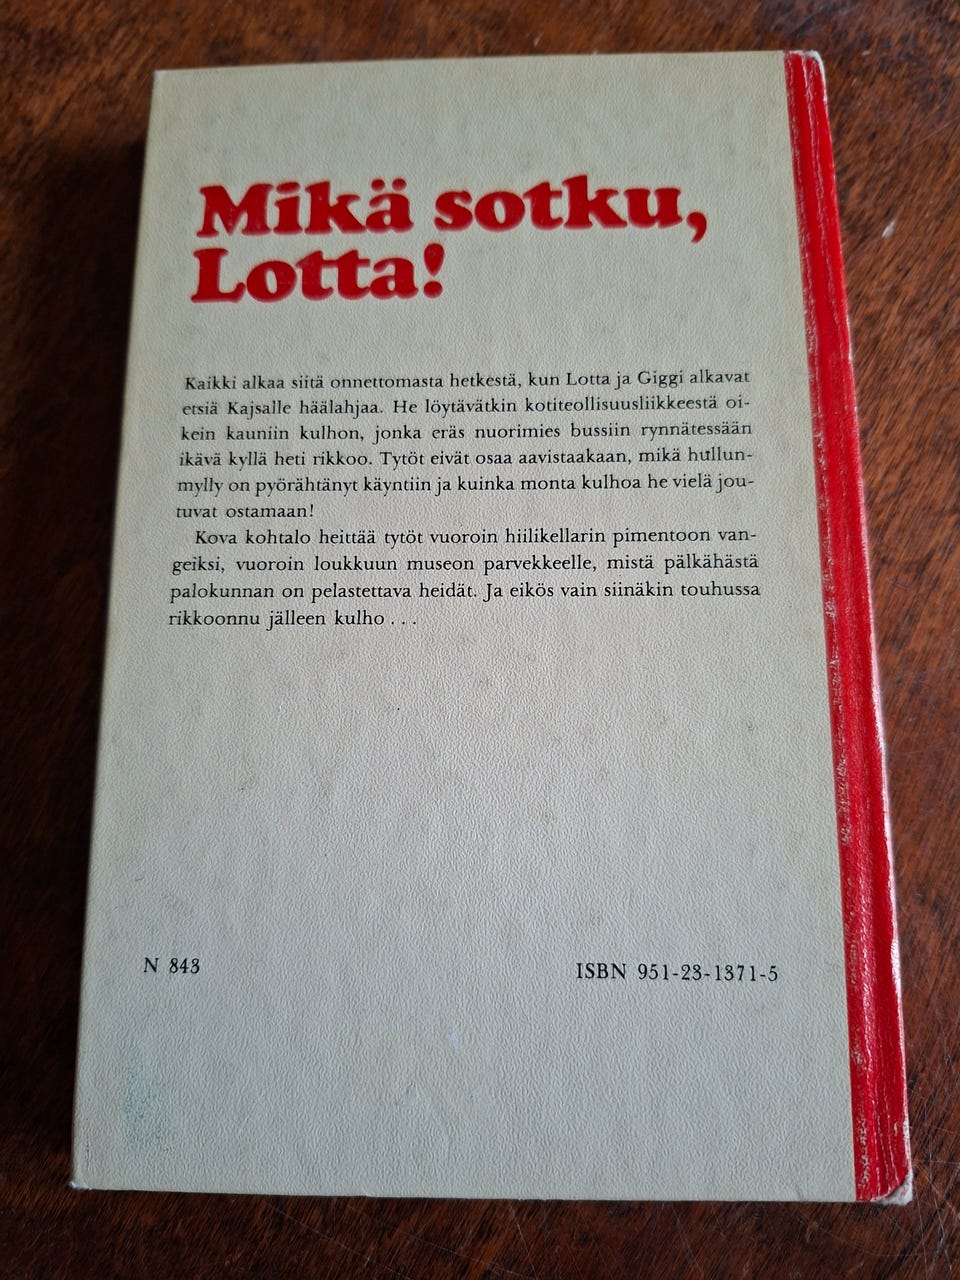 Mikä sotku,
Lotta!
Kaikki alkaa siitä onnettomasta hetkestä, kun Lotta ja Giggi alkavat
etsiä Kajsalle häälahjaa. He löytävätkin kotiteollisuusliikkeestä oi-
kein kauniin kulhon, jonka eräs nuorimies bussiin rynnätessään
ikävä kyllä heti rikkoo. Tytöt eivät osaa aavistaakaan, mikä hullun-
mylly on pyörähtänyt käyntiin ja kuinka monta kulhoa he vielä jou-
tuvat ostamaan!
Kova kohtalo heittää tytöt vuoroin hiilikellarin pimentoon van-
geiksi, vuoroin loukkuun museon parvekkeelle, mistä pälkähästä
palokunnan on pelastettava heidät. Ja eikös vain siinäkin touhussa
rikkoonnu jälleen kulho . . .
N 843
ISBN 951-23-1371-5